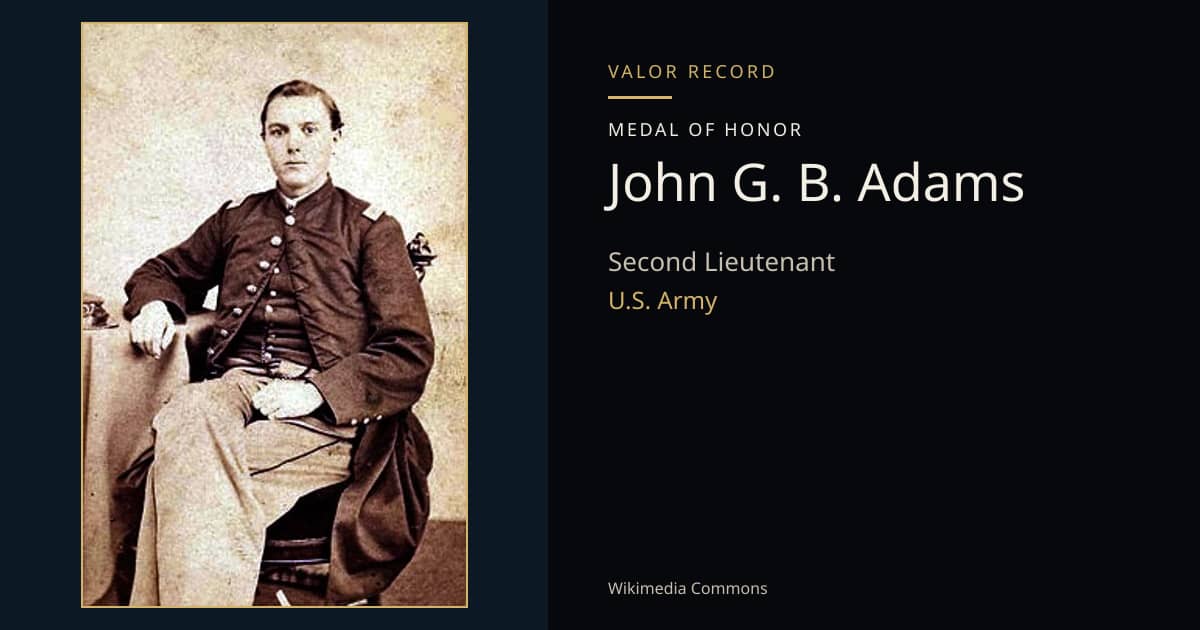 VALOR RECORD
MEDAL OF HONOR
John G. B. Adams
Second Lieutenant
U.S. Army
Wikimedia Commons